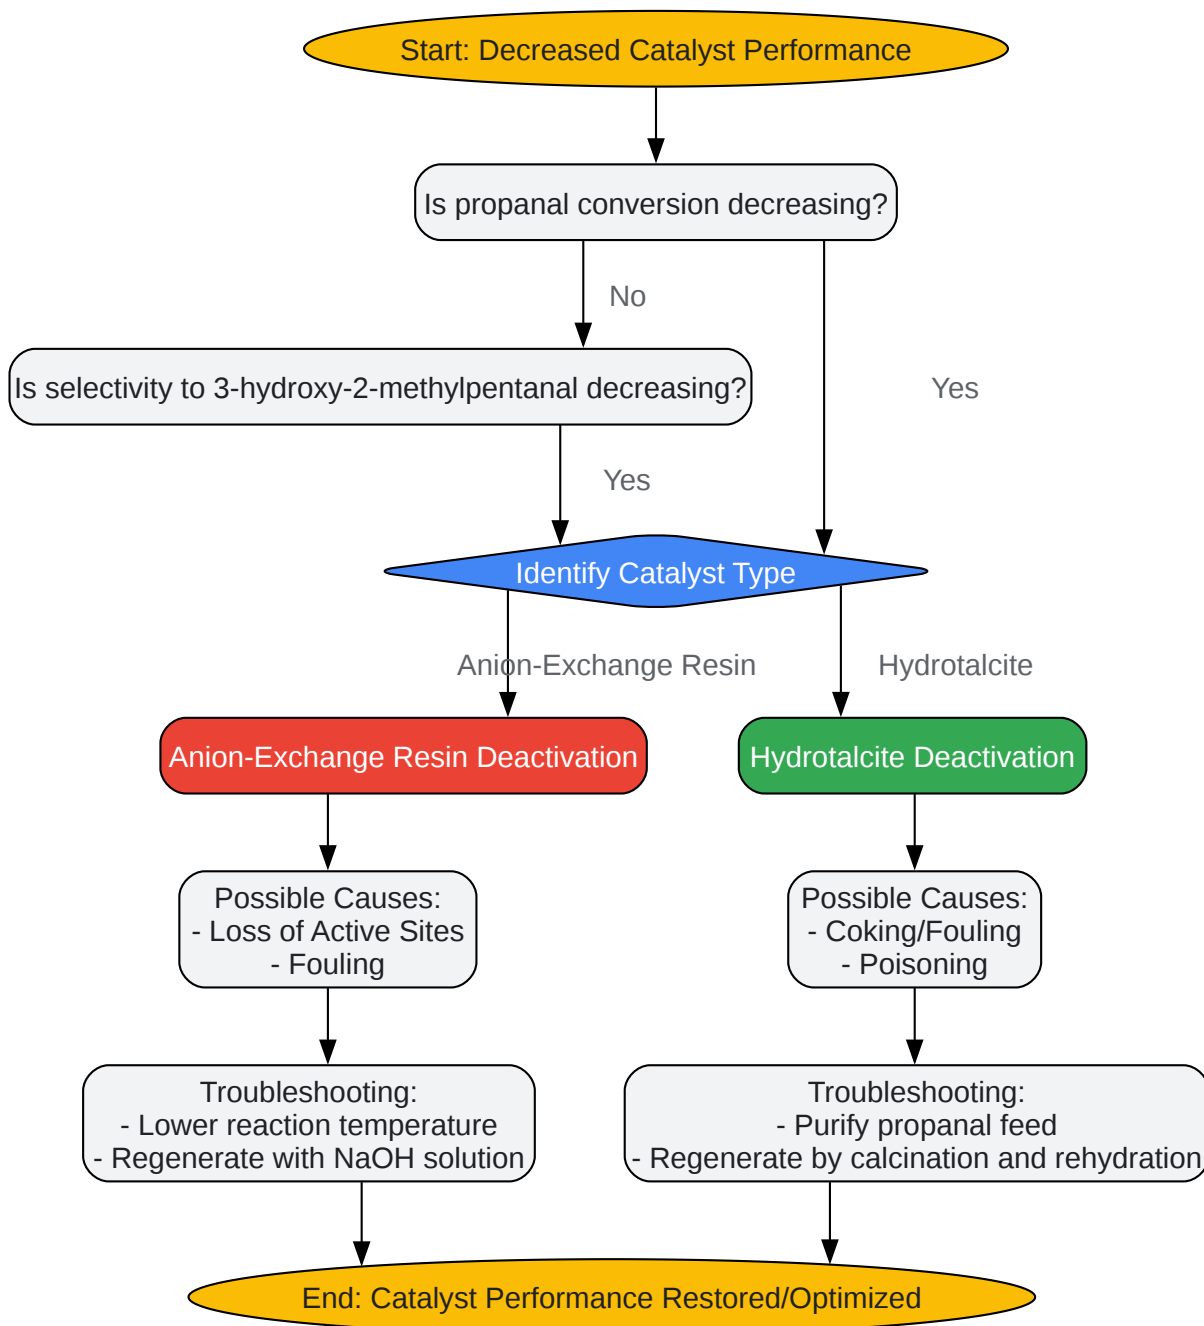 Start: Decreased Catalyst Performance
Is propanal conversion decreasing?
No
Is selectivity to 3-hydroxy-2-methylpentanal decreasing?
Yes
Yes
Identify Catalyst Type
Anion-Exchange Resin
Hydrotalcite
Anion-Exchange Resin Deactivation
Hydrotalcite Deactivation
Possible Causes:
- Loss of Active Sites
- Fouling
Possible Causes:
- Coking/Fouling
- Poisoning
Troubleshooting:
- Lower reaction temperature
- Regenerate with NaOH solution
Troubleshooting:
- Purify propanal feed
- Regenerate by calcination and rehydration
End: Catalyst Performance Restored/Optimized